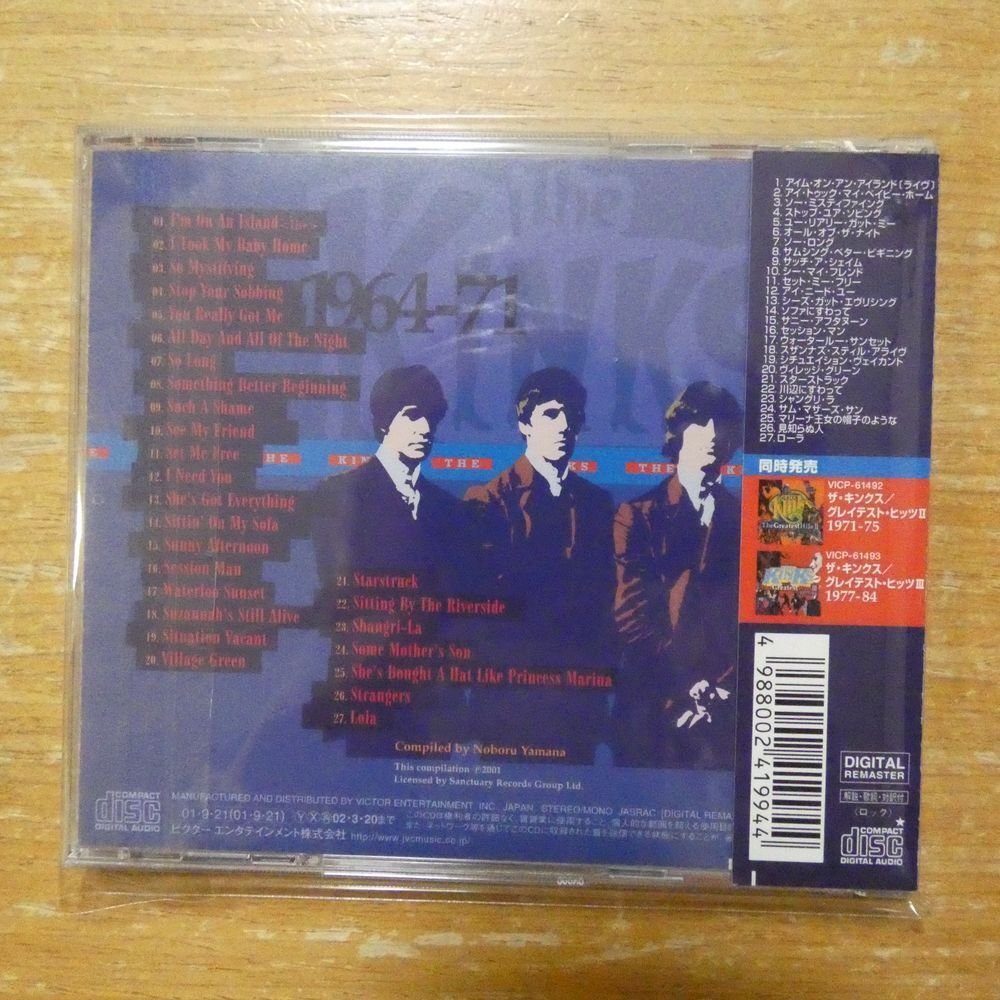 The
KINKS
1964-71
01. I'm On An Island <Live>
02. I Took My Baby Home
03. So Mystifying
04. Stop Your Sobbing
05. You Really Got Me
06. All Day And All Of The Night
07. So Long
08. Something Better Beginning
09. Such A Shame
10. See My Friend
11. Set Me Free
12. I Need You
13. She's Got Everything
14. Sittin' On My Sofa
15. Sunny Afternoon
16. Session Man
17. Waterloo Sunset
18. Suzannah's Still Alive
19. Situation Vacant
20. Village Green
21. Starstruck
22. Sitting By The Riverside
23. Shangri-La
24. Some Mother's Son
25. She's Bought A Hat Like Princess Marina
26. Strangers
27. Lola
Compiled by Noboru Yamana
This compilation ℗2001
Licensed by Sanctuary Records Group Ltd.
MANUFACTURED AND DISTRIBUTED BY VICTOR ENTERTAINMENT INC. JAPAN STEREO/MONO JASRAC [DIGITAL REMA
COMPACT
disc
DIGITAL AUDIO
01・9・21(01・9・21)
02・3・20まで
ビクター エンタテインメント株式会社 http://www.jvcmusic.co.jp/
1. アイム・オン・アン・アイランド〔ライヴ〕
2. アイ・トゥック・マイ・ベイビー・ホーム
3. ソー・ミスティファイング
4. ストップ・ユア・ソビング
5. ユー・リアリー・ガット・ミー
6. オール・オブ・ザ・ナイト
7. ソー・ロング
8. サムシング・ベター・ビギニング
9. サッチ・ア・シェイム
10. シー・マイ・フレンド
11. セット・ミー・フリー
12. アイ・ニード・ユー
13. シーズ・ガット・エヴリシング
14. ソファにすわって
15. サニー・アフタヌーン
16. セッション・マン
17. ウォータールー・サンセット
18. スザンナズ・スティル・アライヴ
19. シチュエイション・ヴェイカント
20. ヴィレッジ・グリーン
21. スターストラック
22. 川辺にすわって
23. シャングリ・ラ
24. サム・マザーズ・サン
25. マリーナ王女の帽子のような
26. 見知らぬ人
27. ローラ
同時発売
VICP-61492
ザ・キンクス/
グレイテスト・ヒッツⅡ
1971-75
VICP-61493
ザ・キンクス/
グレイテスト・ヒッツⅢ
1977-84
4 988002 419944
DIGITAL
REMASTER
解説・歌詞・対訳付
〈ロック〉
COMPACT
disc
DIGITAL AUDIO